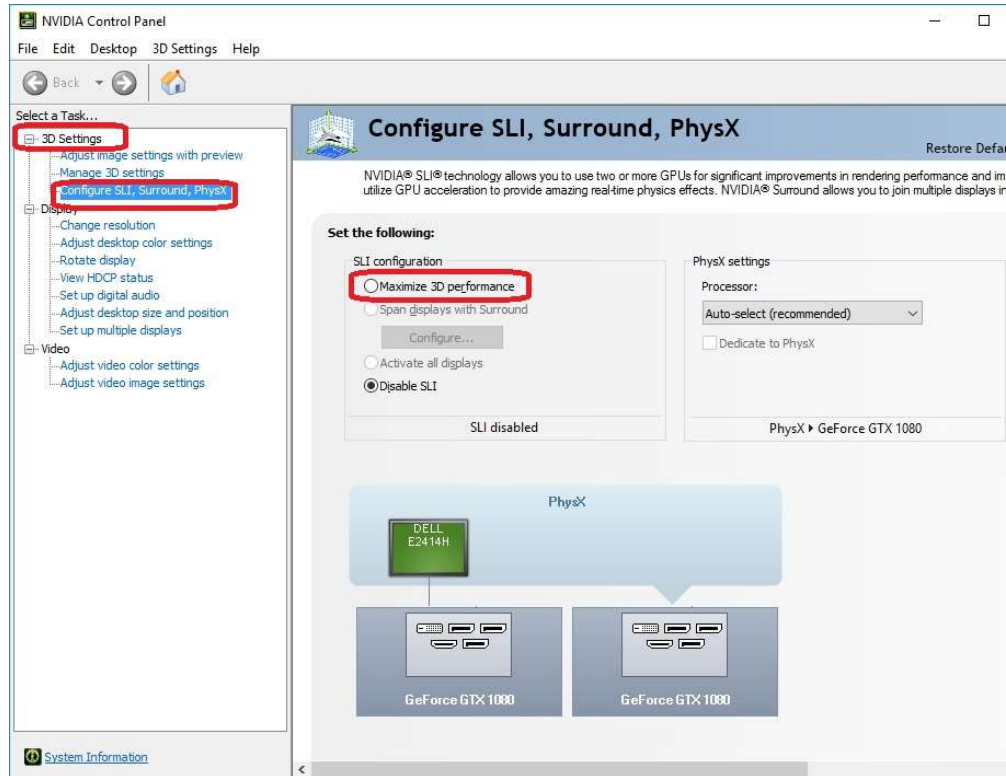 NVIDIA Control Panel
File Edit Desktop 3D Settings Help
Back
Select a Task...
3D Settings
Adjust image settings with preview
Manage 3D settings
Configure SLI, Surround, PhysX
Display
Change resolution
Adjust desktop color settings
Rotate display
View HDCP status
Set up digital audio
Adjust desktop size and position
Set up multiple displays
Video
Adjust video color settings
Adjust video image settings
System Information
Configure SLI, Surround, PhysX
Restore Defau
NVIDIA® SLI® technology allows you to use two or more GPUs for significant improvements in rendering performance and im
utilize GPU acceleration to provide amazing real-time physics effects. NVIDIA® Surround allows you to join multiple displays in
Set the following:
SLI configuration
Maximize 3D performance
Span displays with Surround
Configure...
Activate all displays
Disable SLI
SLI disabled
PhysX settings
Processor:
Auto-select (recommended)
Dedicate to PhysX
PhysX ▸ GeForce GTX 1080
PhysX
DELL
E2414H
GeForce GTX 1080
GeForce GTX 1080